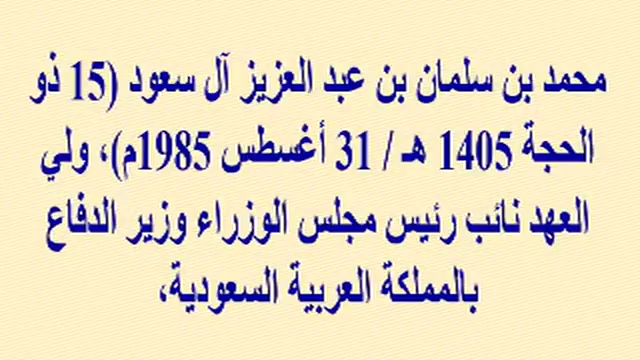 محمد بن سلمان بن عبد العزيز آل سعود (15 ذو
الحجة 1405 هـ / 31 أغسطس 1985م)، ولي
العهد نائب رئيس مجلس الوزراء وزير الدفاع
بالمملكة العربية السعودية،